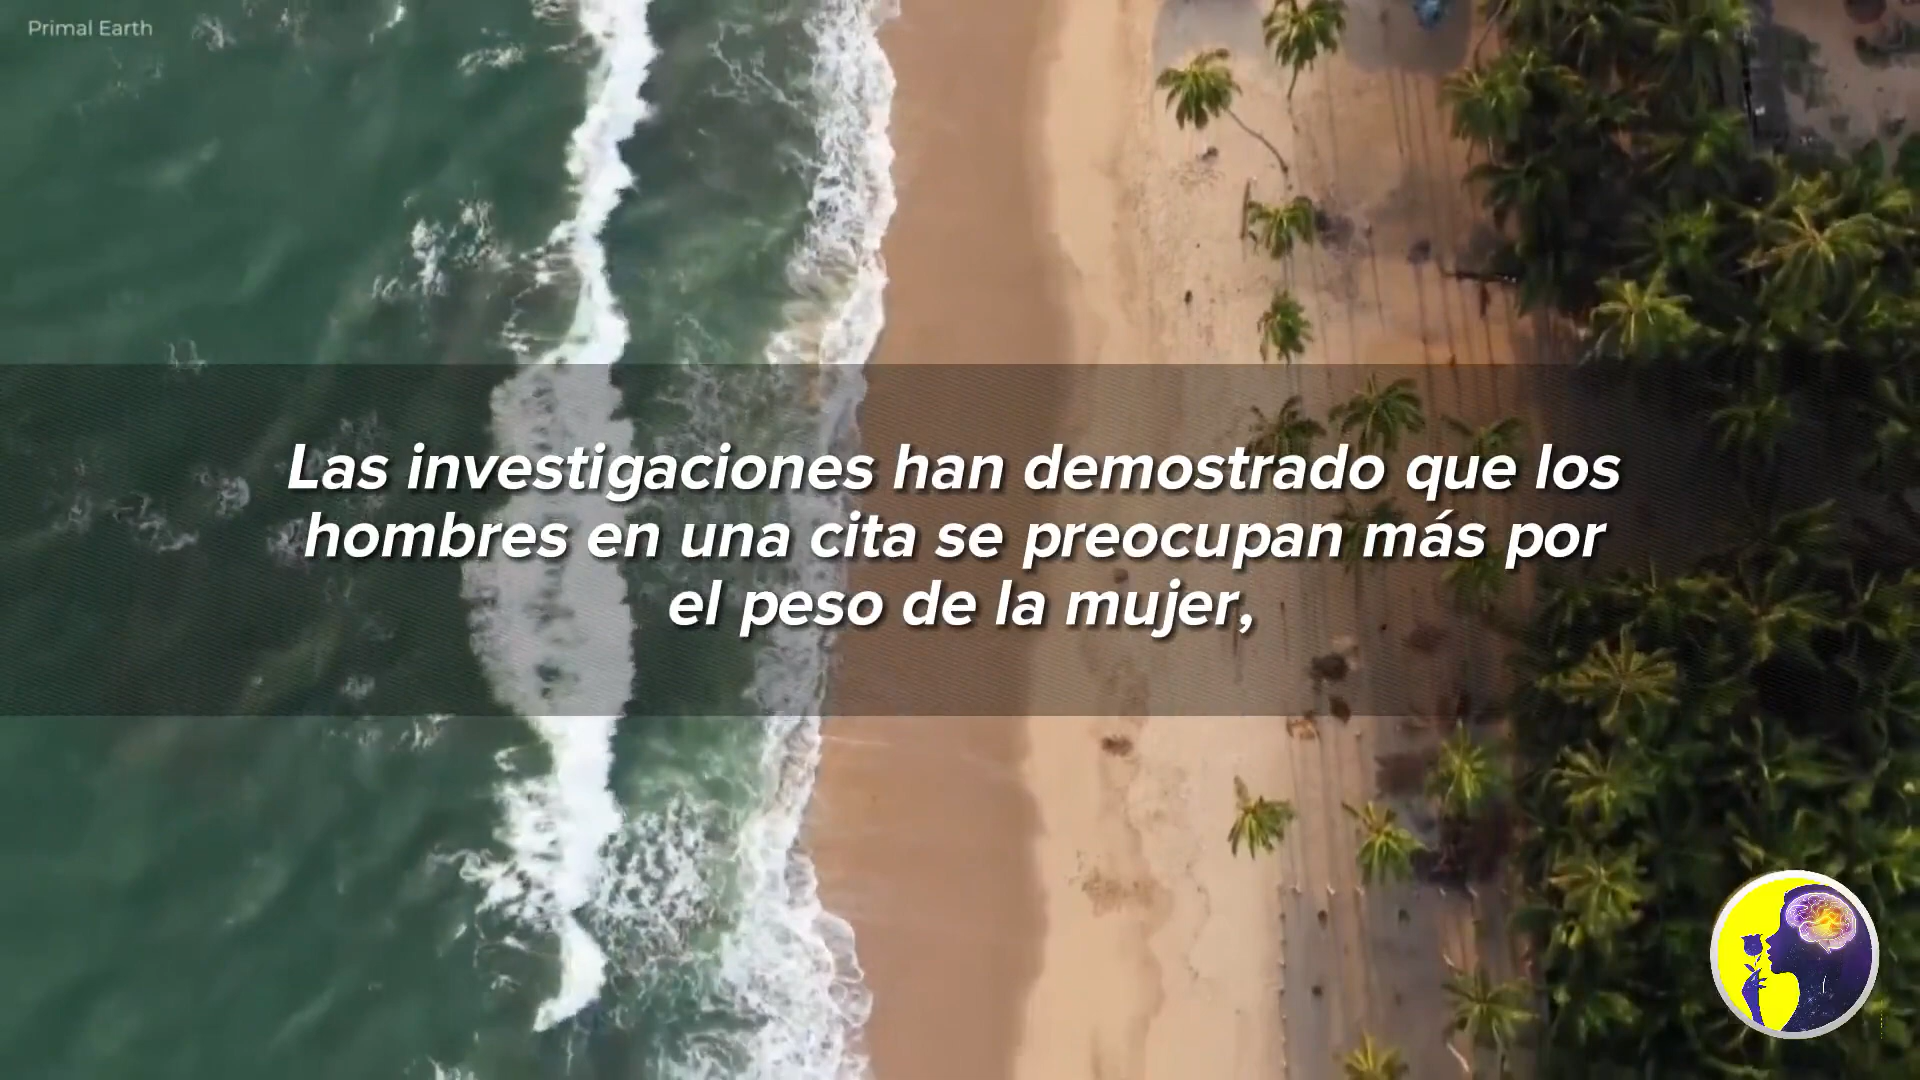 Primal Earth
Las investigaciones han demostrado que los
hombres en una cita se preocupan más por
el peso de la mujer,